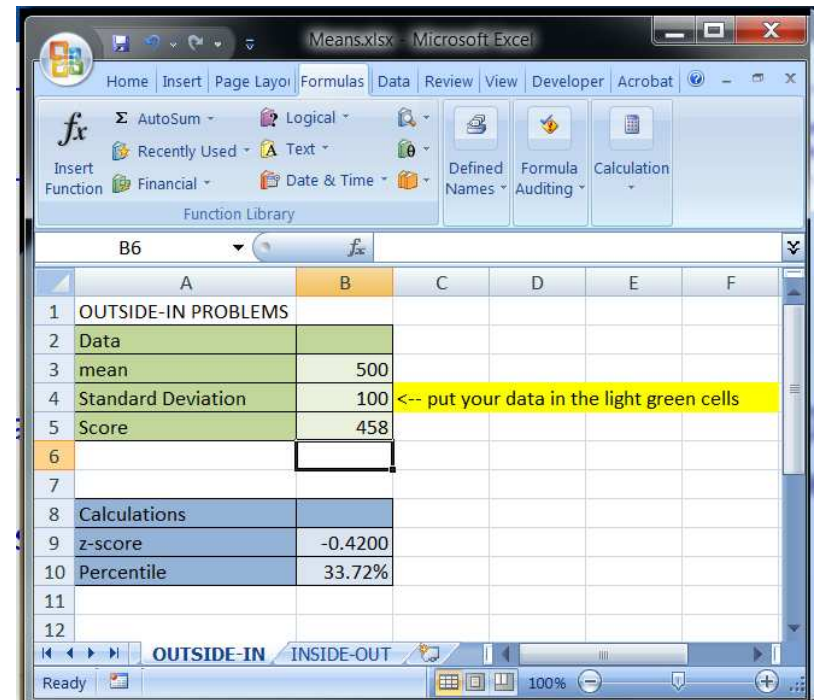 Means.xlsx - Microsoft Excel
Home Insert Page Layou Formulas Data Review View Developer Acrobat
Σ AutoSum Logical
fx Recently Used Text
Insert Function Financial Date & Time
Defined Names Formula Auditing Calculation
Function Library
B6 fx
A B C D E F
1 OUTSIDE-IN PROBLEMS
2 Data
3 mean 500
4 Standard Deviation 100 <-- put your data in the light green cells
5 Score 458
6
7
8 Calculations
9 z-score -0.4200
10 Percentile 33.72%
11
12
OUTSIDE-IN INSIDE-OUT
Ready 100%